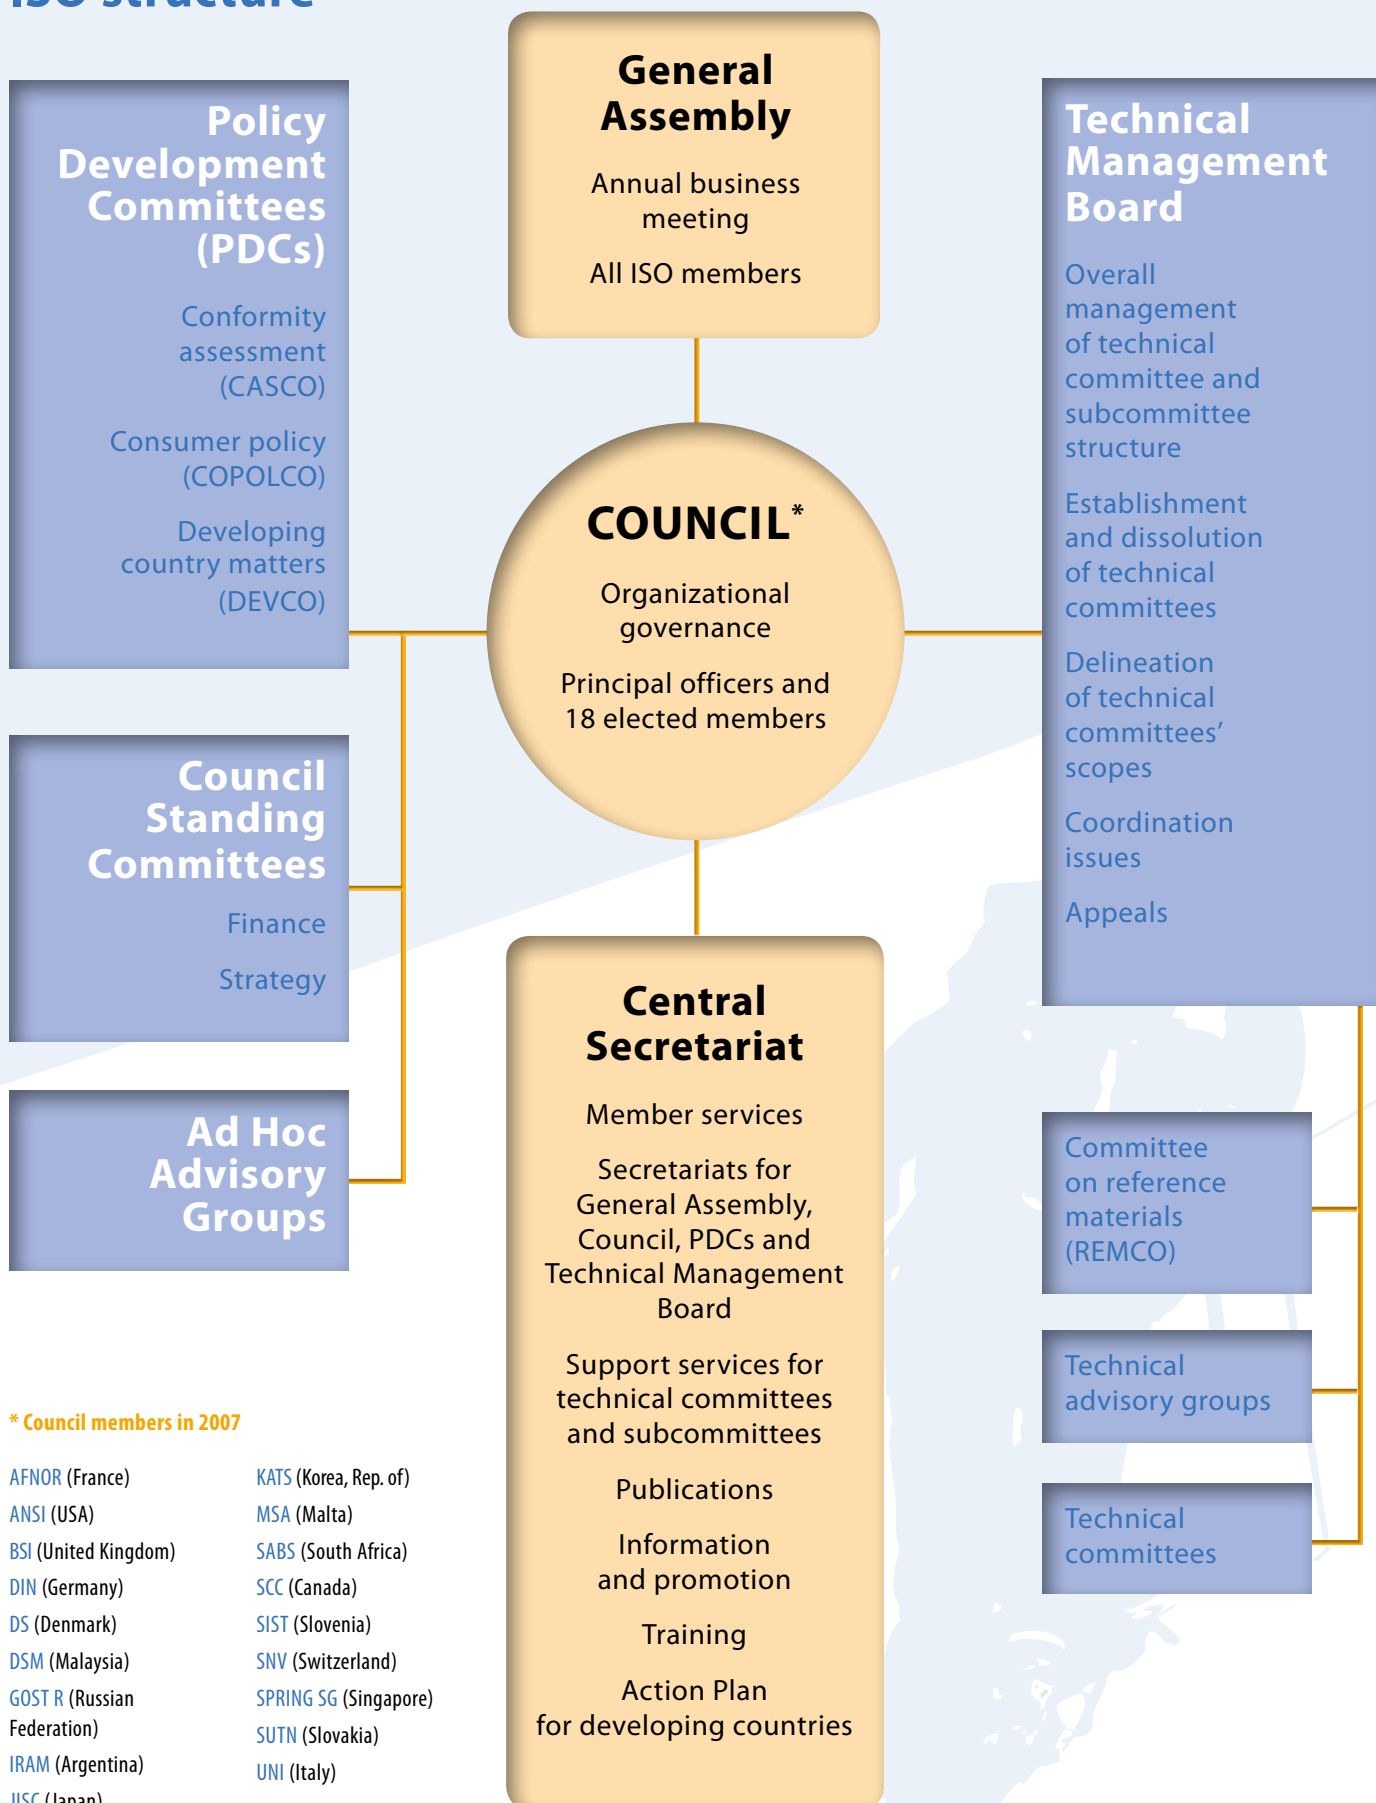 ISO structure
Policy
Development
Committees
(PDCs)
Conformity
assessment
(CASCO)
Consumer policy
(COPOLCO)
Developing
country matters
(DEVCO)
Council
Standing
Committees
Finance
Strategy
Ad Hoc
Advisory
Groups
General
Assembly
Annual business
meeting
All ISO members
COUNCIL*
Organizational
governance
Principal officers and
18 elected members
Central
Secretariat
Member services
Secretariats for
General Assembly,
Council, PDCs and
Technical Management
Board
Support services for
technical committees
and subcommittees
Publications
Information
and promotion
Training
Action Plan
for developing countries
Technical
Management
Board
Overall
management
of technical
committee and
subcommittee
structure
Establishment
and dissolution
of technical
committees
Delineation
of technical
committees’
scopes
Coordination
issues
Appeals
Committee
on reference
materials
(REMCO)
Technical
advisory groups
Technical
committees
* Council members in 2007
AFNOR (France)
ANSI (USA)
BSI (United Kingdom)
DIN (Germany)
DS (Denmark)
DSM (Malaysia)
GOST R (Russian
Federation)
IRAM (Argentina)
JISC (Japan)
KATS (Korea, Rep. of)
MSA (Malta)
SABS (South Africa)
SCC (Canada)
SIST (Slovenia)
SNV (Switzerland)
SPRING SG (Singapore)
SUTN (Slovakia)
UNI (Italy)